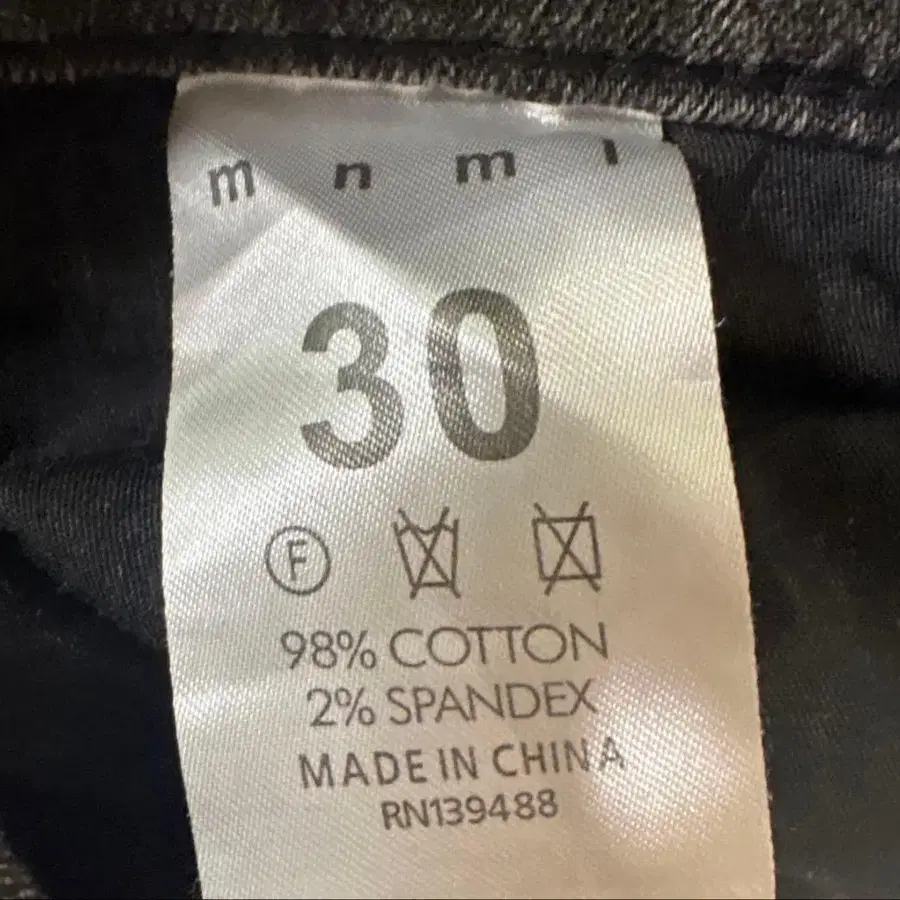 m n m l
30
F
98% COTTON
2% SPANDEX
MADE IN CHINA
RN139488